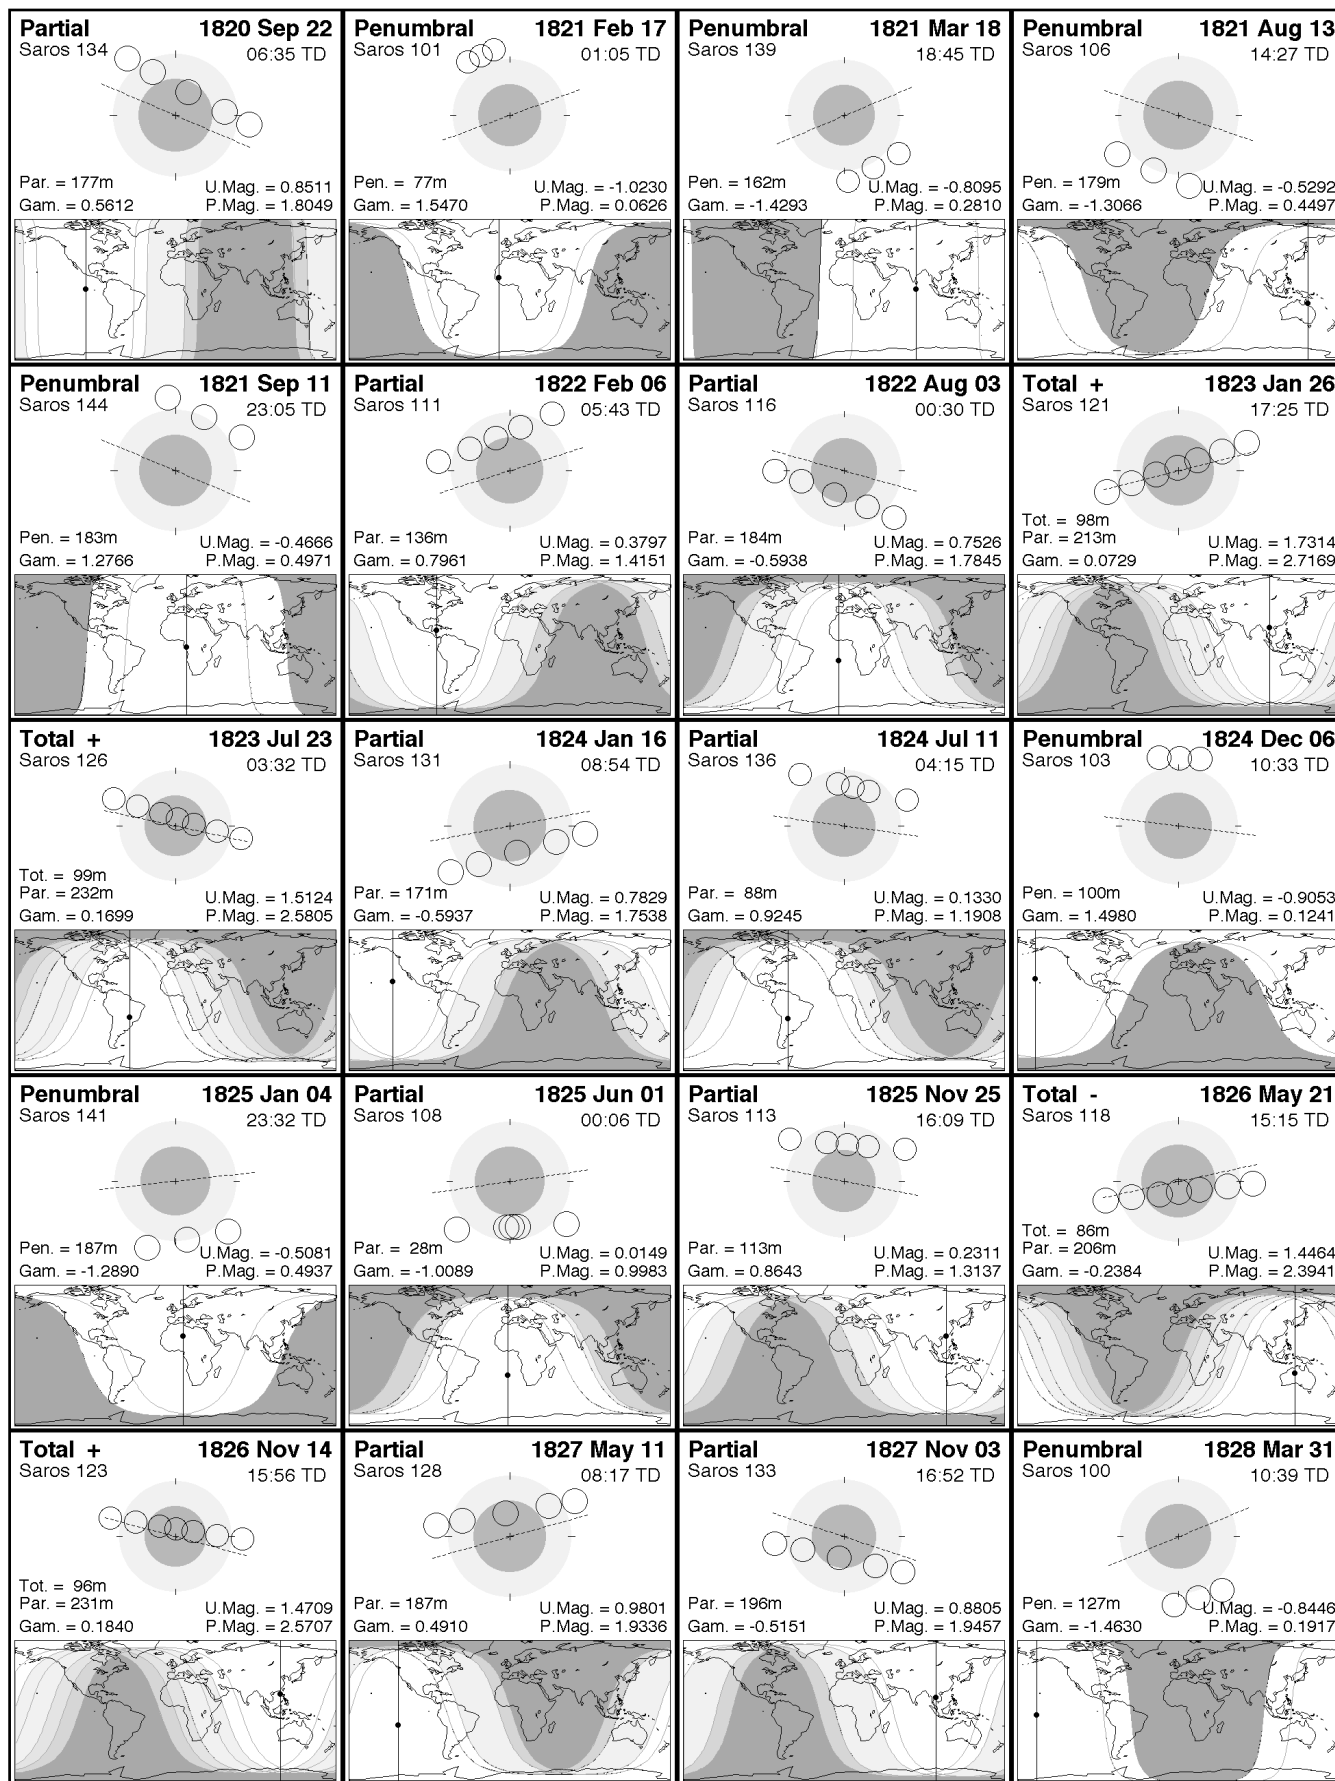 Partial 1820 Sep 22
Saros 134 06:35 TD
Par. = 177m U.Mag. = 0.8511
Gam. = 0.5612 P.Mag. = 1.8049
Penumbral 1821 Feb 17
Saros 101 01:05 TD
Pen. = 77m U.Mag. = -1.0230
Gam. = 1.5470 P.Mag. = 0.0626
Penumbral 1821 Mar 18
Saros 139 18:45 TD
Pen. = 162m U.Mag. = -0.8095
Gam. = -1.4293 P.Mag. = 0.2810
Penumbral 1821 Aug 13
Saros 106 14:27 TD
Pen. = 179m U.Mag. = -0.5292
Gam. = -1.3066 P.Mag. = 0.4497
Penumbral 1821 Sep 11
Saros 144 23:05 TD
Pen. = 183m U.Mag. = -0.4666
Gam. = 1.2766 P.Mag. = 0.4971
Partial 1822 Feb 06
Saros 111 05:43 TD
Par. = 136m U.Mag. = 0.3797
Gam. = 0.7961 P.Mag. = 1.4151
Partial 1822 Aug 03
Saros 116 00:30 TD
Par. = 184m U.Mag. = 0.7526
Gam. = -0.5938 P.Mag. = 1.7845
Total + 1823 Jan 26
Saros 121 17:25 TD
Tot. = 98m
Par. = 213m U.Mag. = 1.7314
Gam. = 0.0729 P.Mag. = 2.7169
Total + 1823 Jul 23
Saros 126 03:32 TD
Tot. = 99m
Par. = 232m U.Mag. = 1.5124
Gam. = 0.1699 P.Mag. = 2.5805
Partial 1824 Jan 16
Saros 131 08:54 TD
Par. = 171m U.Mag. = 0.7829
Gam. = -0.5937 P.Mag. = 1.7538
Partial 1824 Jul 11
Saros 136 04:15 TD
Par. = 88m U.Mag. = 0.1330
Gam. = 0.9245 P.Mag. = 1.1908
Penumbral 1824 Dec 06
Saros 103 10:33 TD
Pen. = 100m U.Mag. = -0.9053
Gam. = 1.4980 P.Mag. = 0.1241
Penumbral 1825 Jan 04
Saros 141 23:32 TD
Pen. = 187m U.Mag. = -0.5081
Gam. = -1.2890 P.Mag. = 0.4937
Partial 1825 Jun 01
Saros 108 00:06 TD
Par. = 28m U.Mag. = 0.0149
Gam. = -1.0089 P.Mag. = 0.9983
Partial 1825 Nov 25
Saros 113 16:09 TD
Par. = 113m U.Mag. = 0.2311
Gam. = 0.8643 P.Mag. = 1.3137
Total - 1826 May 21
Saros 118 15:15 TD
Tot. = 86m
Par. = 206m U.Mag. = 1.4464
Gam. = -0.2384 P.Mag. = 2.3941
Total + 1826 Nov 14
Saros 123 15:56 TD
Tot. = 96m
Par. = 231m U.Mag. = 1.4709
Gam. = 0.1840 P.Mag. = 2.5707
Partial 1827 May 11
Saros 128 08:17 TD
Par. = 187m U.Mag. = 0.9801
Gam. = 0.4910 P.Mag. = 1.9336
Partial 1827 Nov 03
Saros 133 16:52 TD
Par. = 196m U.Mag. = 0.8805
Gam. = -0.5151 P.Mag. = 1.9457
Penumbral 1828 Mar 31
Saros 100 10:39 TD
Pen. = 127m U.Mag. = -0.8446
Gam. = -1.4630 P.Mag. = 0.1917